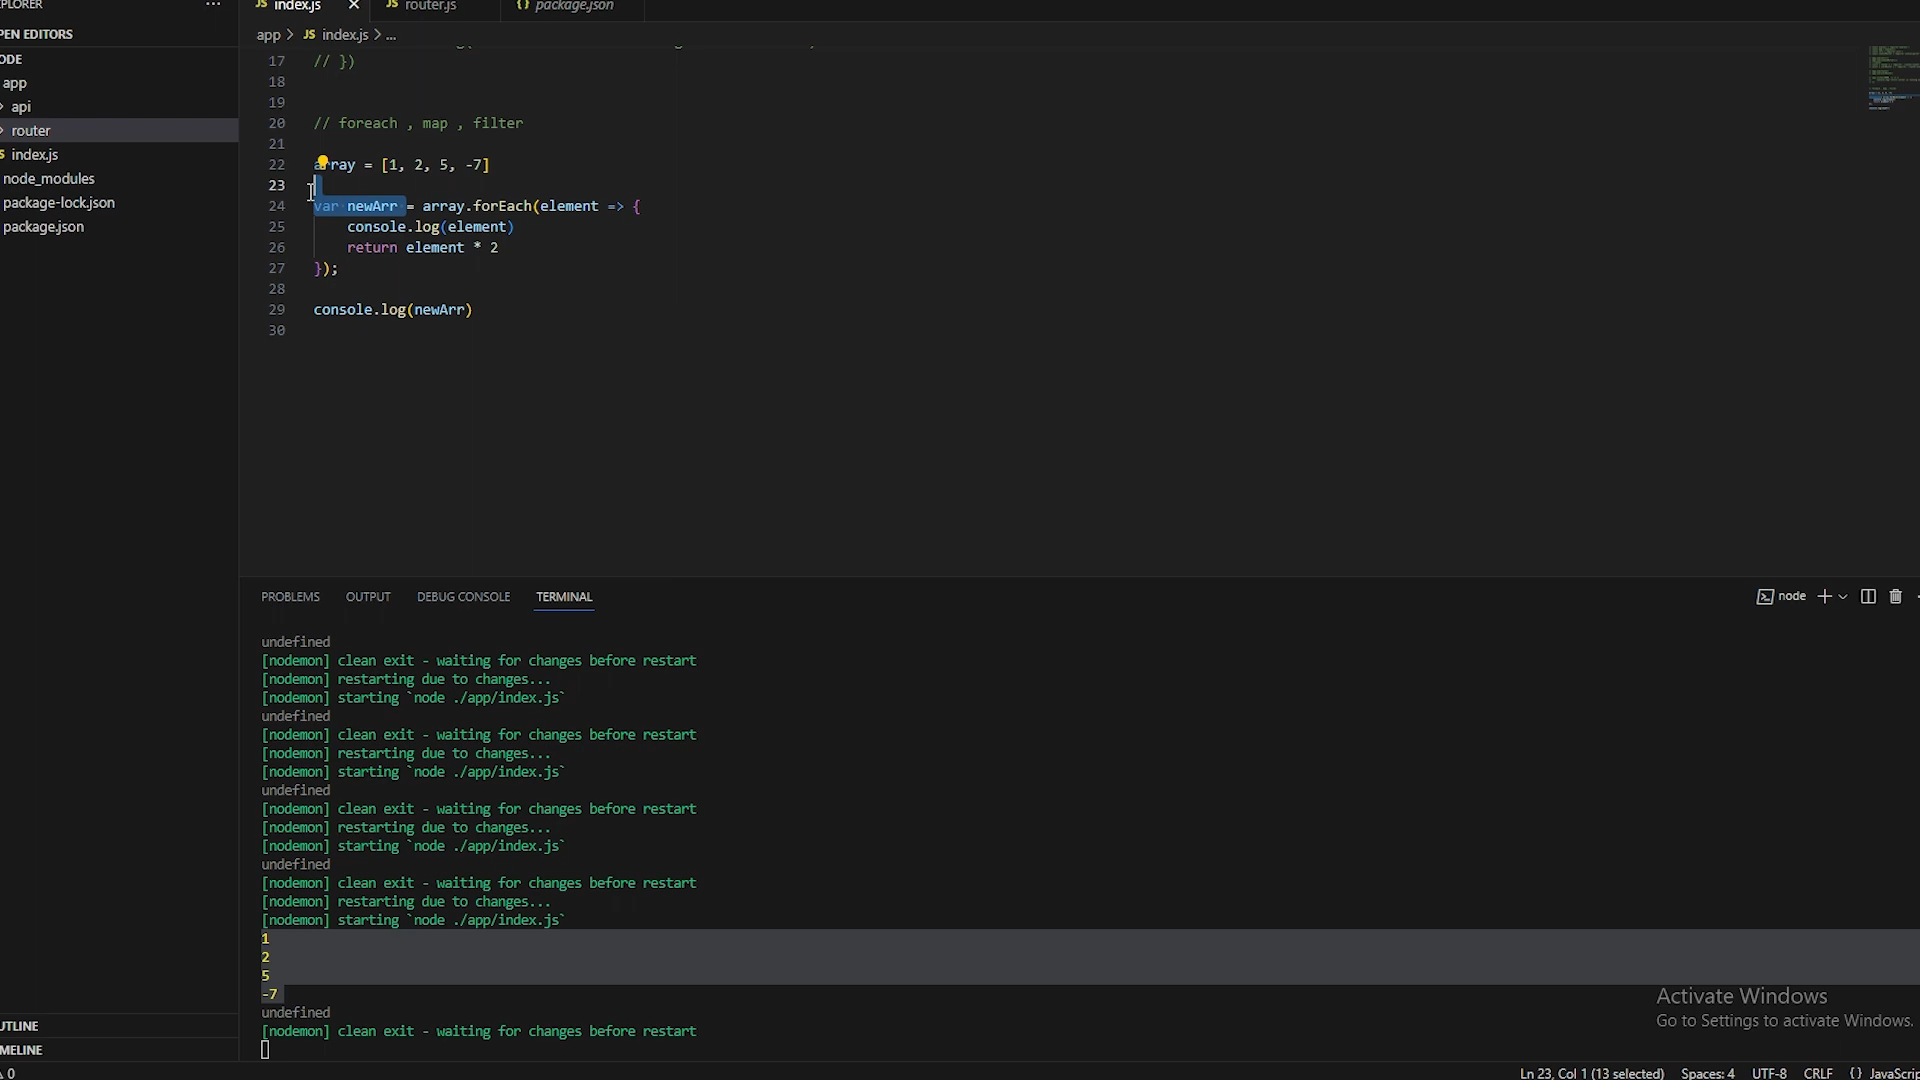 PLORER ...
JS index.js × JS router.js {} package.json
PEN EDITORS
app > JS index.js > ...
ODE
app
> api
> router
S index.js
node_modules
package-lock.json
package.json
17 // })
18
19
20 // foreach , map , filter
21
22 array = [1, 2, 5, -7]
23
24 var newArr = array.forEach(element => {
25 console.log(element)
26 return element * 2
27 });
28
29 console.log(newArr)
30
PROBLEMS OUTPUT DEBUG CONSOLE TERMINAL node
undefined
[nodemon] clean exit - waiting for changes before restart
[nodemon] restarting due to changes...
[nodemon] starting `node ./app/index.js`
undefined
[nodemon] clean exit - waiting for changes before restart
[nodemon] restarting due to changes...
[nodemon] starting `node ./app/index.js`
undefined
[nodemon] clean exit - waiting for changes before restart
[nodemon] restarting due to changes...
[nodemon] starting `node ./app/index.js`
undefined
[nodemon] clean exit - waiting for changes before restart
[nodemon] restarting due to changes...
[nodemon] starting `node ./app/index.js`
1
2
5
-7
undefined
[nodemon] clean exit - waiting for changes before restart
Activate Windows
Go to Settings to activate Windows.
UTLINE
MELINE
0
Ln 23, Col 1 (13 selected) Spaces: 4 UTF-8 CRLF {} JavaScrip